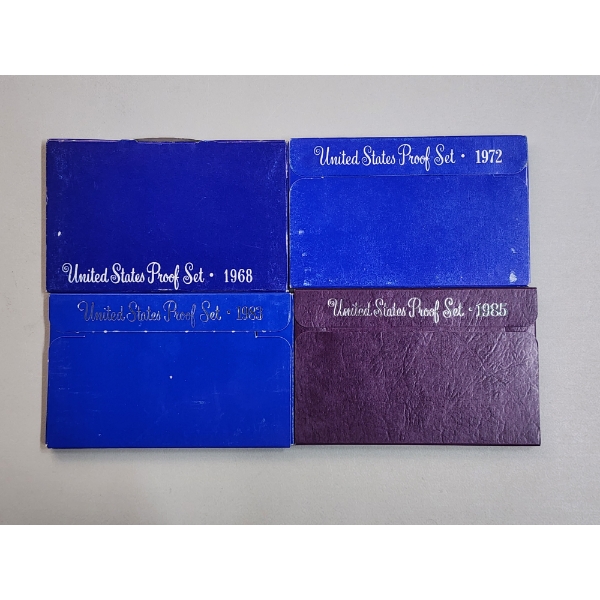 United States Proof Set · 1968
United States Proof Set · 1972
United States Proof Set · 1983
United States Proof Set · 1985